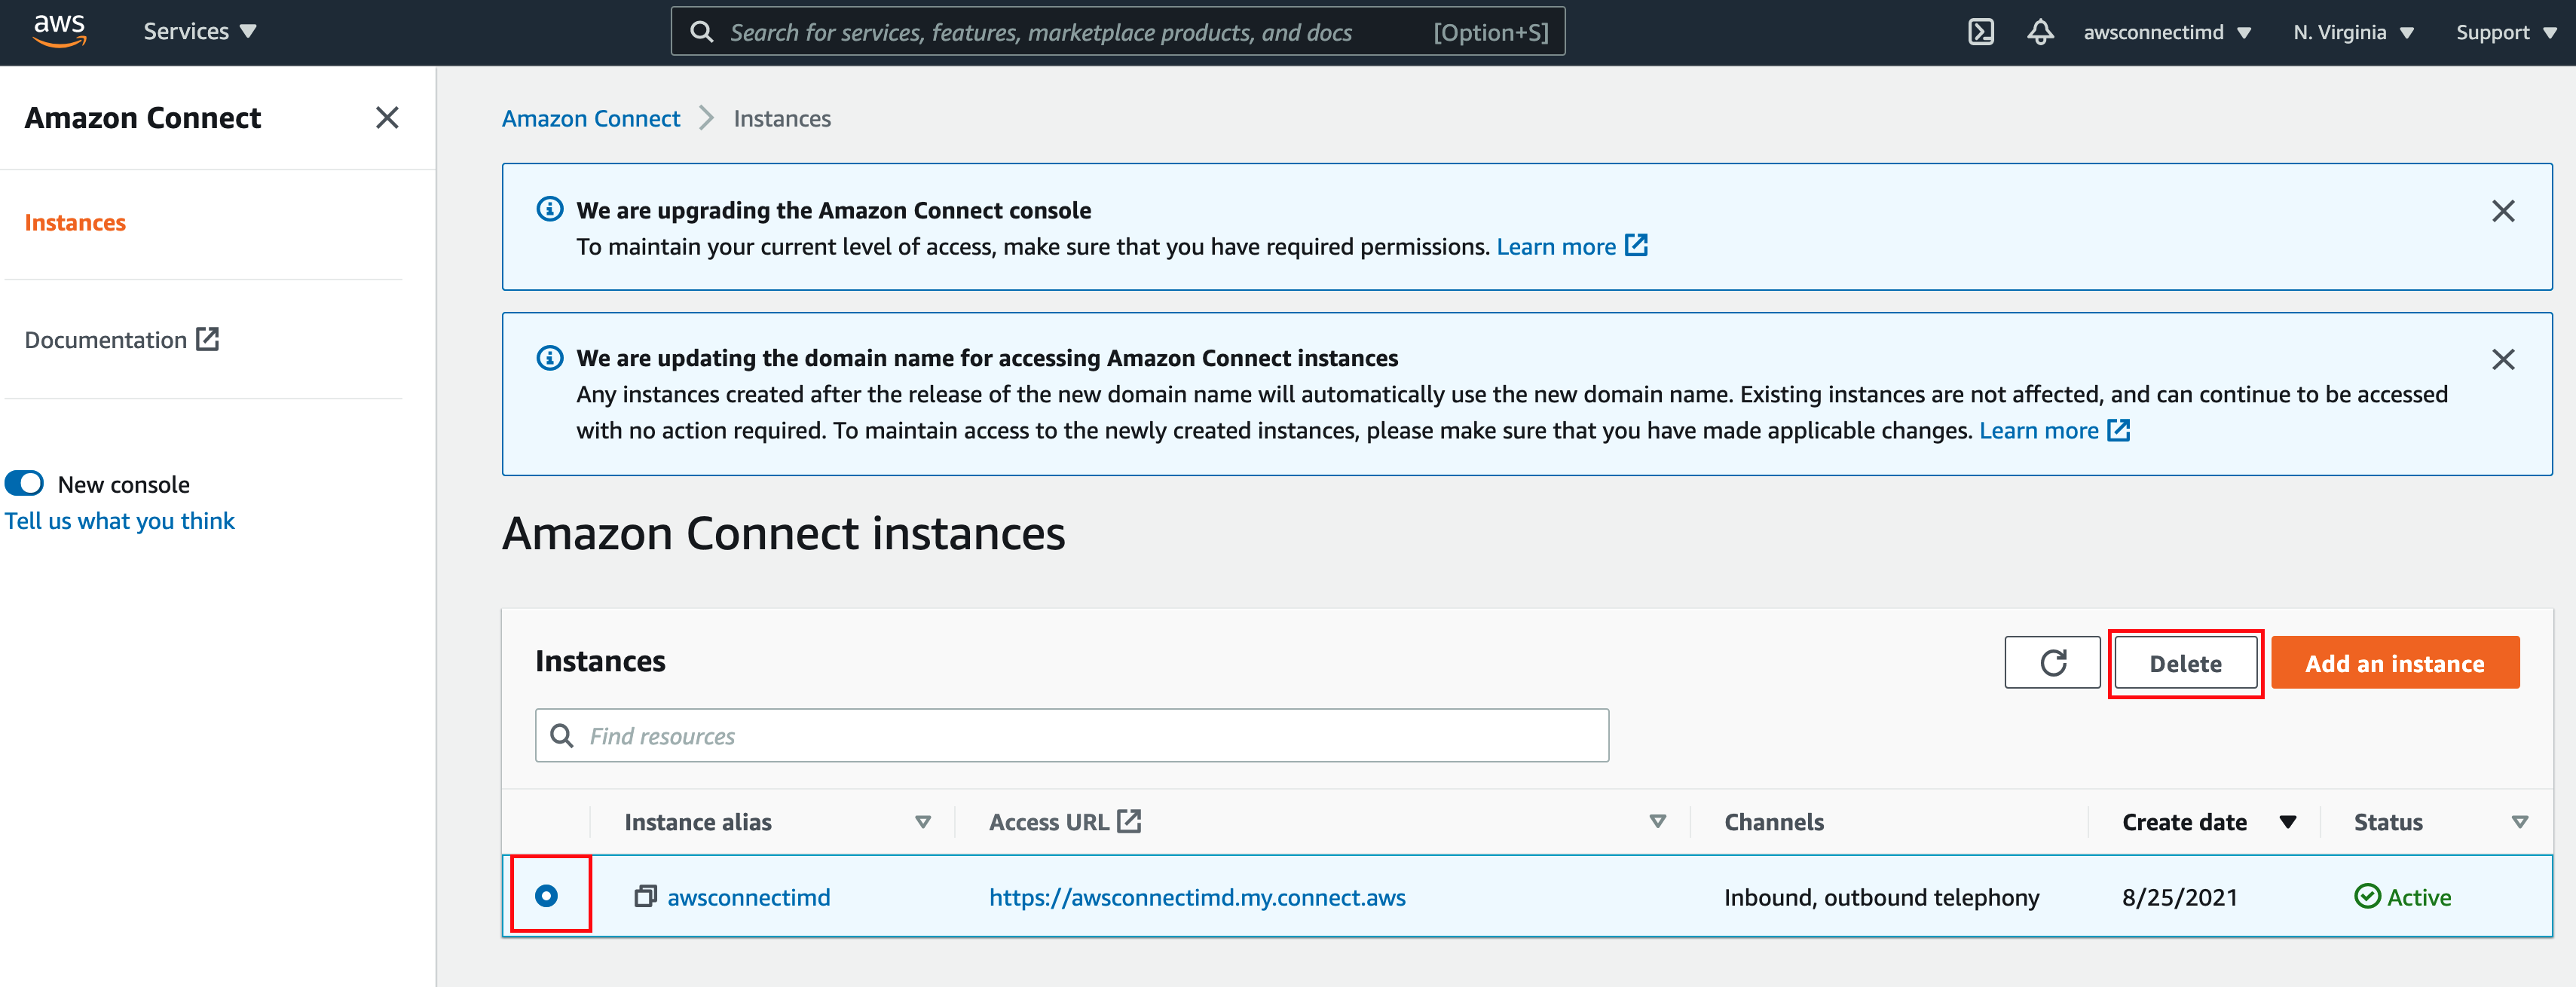 aws
Services
Search for services, features, marketplace products, and docs [Option+S]
awsconnectimd
N. Virginia
Support
Amazon Connect
Instances
Documentation
New console
Tell us what you think
Amazon Connect Instances
We are upgrading the Amazon Connect console
To maintain your current level of access, make sure that you have required permissions. Learn more
We are updating the domain name for accessing Amazon Connect instances
Any instances created after the release of the new domain name will automatically use the new domain name. Existing instances are not affected, and can continue to be accessed
with no action required. To maintain access to the newly created instances, please make sure that you have made applicable changes. Learn more
Amazon Connect instances
Instances
Delete
Add an instance
Find resources
Instance alias Access URL Channels Create date Status
awsconnectimd https://awsconnectimd.my.connect.aws Inbound, outbound telephony 8/25/2021 Active